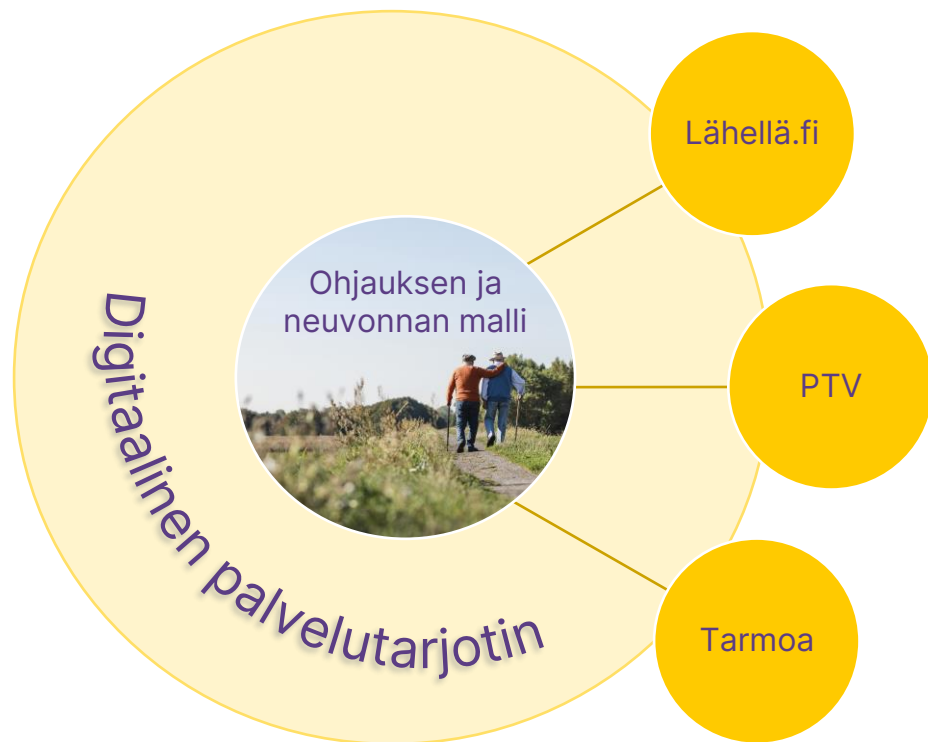 Lähellä.fi
Ohjauksen ja
neuvonnan malli
PTV
Digitaalinen palvelutarjotin
Tarmoa